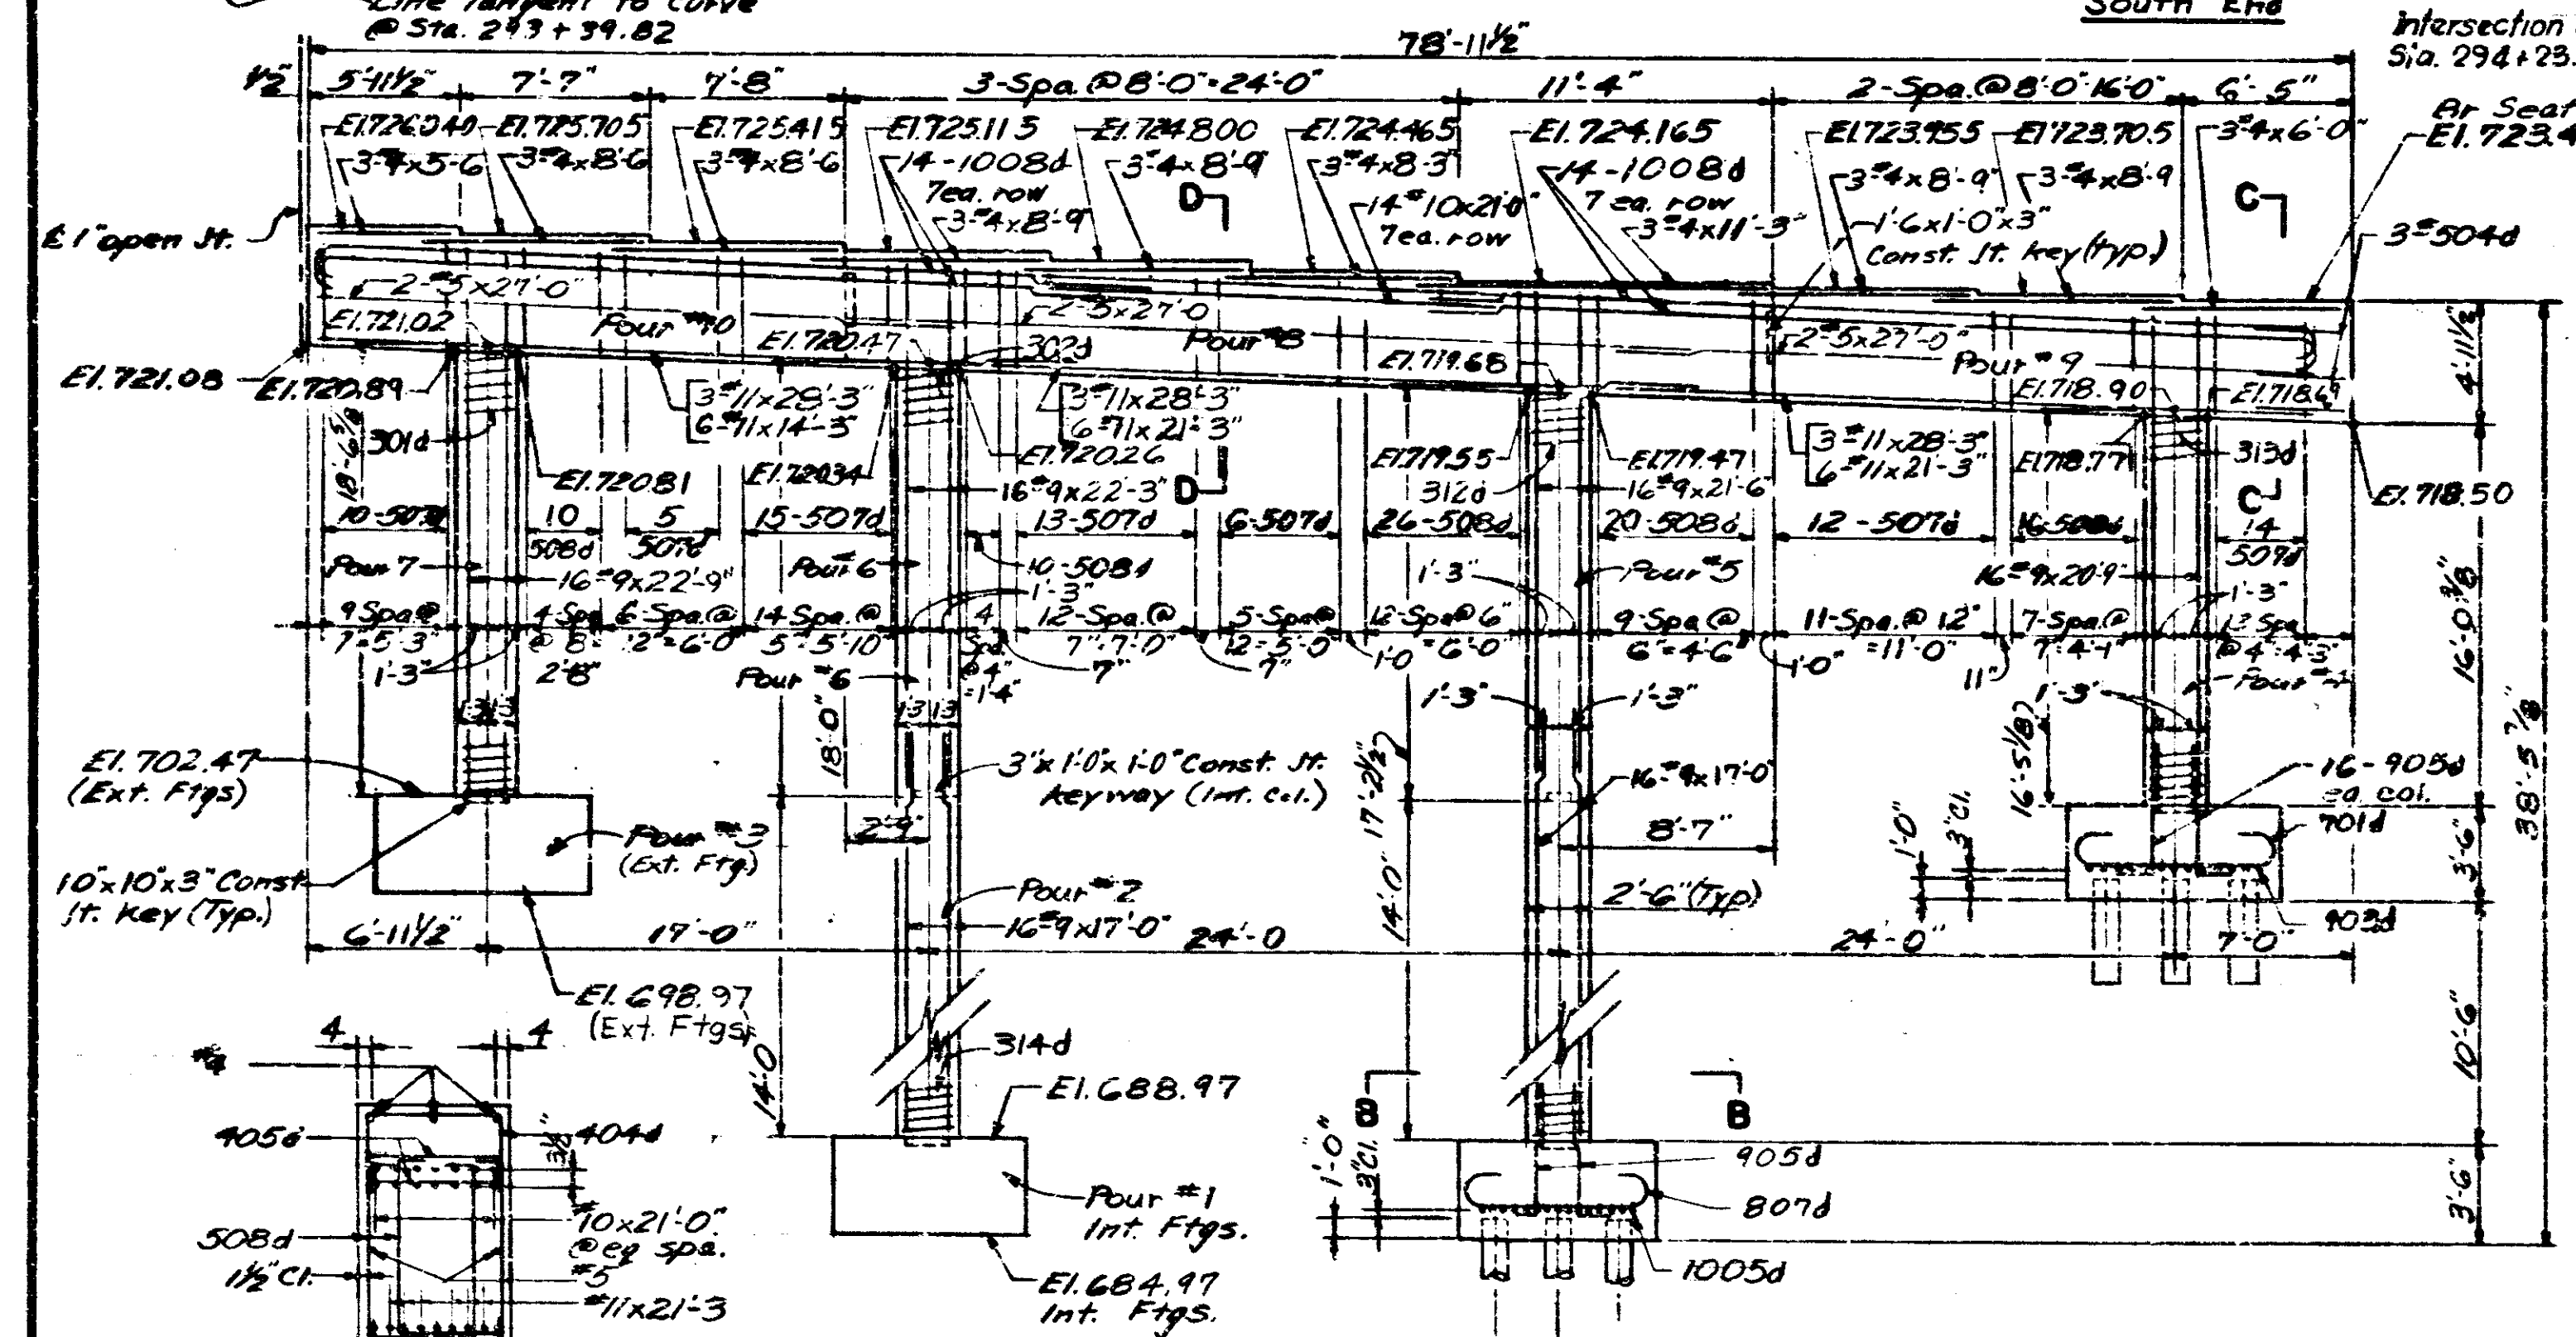 Line Tangent to Curve
@ Sta. 293+39.82
South End
Intersection
Sta. 294+23.
78'-11½"
½"
5'-11½"
7'-7"
7'-8"
3-Spa @ 8'-0"=24'-0"
11'-4"
2-Spa.@ 8'-0" 16'-0"
6'-5"
El.726.040
El.725.705
El.725.415
El.725.115
El.724.800
El.724.465
El.724.165
El.723.955
El.723.705
Br Seat
El.723.4
3-#4x5-6
3-#4x8'-6
3-#4x8'-6
14-1008d
7ea. row
3-#4x8'-9"
3-#4x8'-9"
3-#4x8'-3"
14-#10x21'-0"
7ea. row
14-1008d
7 ea. row
3-#4x11'-3"
3-#4x8'-9"
3-#4x8'-9
3-#4x6'-0"
1'-6x1'-0"x3"
Const. Jt. key (typ.)
D
C
3-#504d
℄ 1" open Jt.
2-#5x27'-0"
2-#5x27'-0
2-#5x27'-0"
El.721.02
Pour #10
El.720.47
302d
Pour #8
El.719.68
Pour #9
El.718.90
El.718.69
El.721.08
El.720.89
3-#11x28'-3"
6-#11x14'-3"
3-#11x28'-3"
6-#11x21'-3"
3-#11x28'-3"
6-#11x21-3"
4'-11½"
301d
18'-6⅝
El.720.81
El.720.34
El.720.26
El.719.55
El.719.47
El.718.77
313d
16-#9x22'-3"
D
312d
16-#9x21'-6"
C
El.718.50
10-507d
10
508d
5
507d
15-507d
13-507d
6-507d
26-508d
20-508d
12-507d
16-508d
14
507d
Pour 7
16-#9x22'-9"
Pour #6
10-508d
1'-3"
1'-3"
Pour #5
16-#9x20'-9"
1'-3"
9 Spa @
7"=5'-3"
4-Spa
@ 8"=
2'-8"
6-Spa.@
12"=6'-0"
14 Spa. @
5"=5'-10
4
Spa
@ 4"
=1'-4"
12-Spa.@
7"=7'-0"
5-Spa@
12=5'-0"
12-Spa@ 6"
=6'-0"
9-Spa @
6"=4'-6"
11-Spa.@ 12"
=11'-0"
7-Spa.@
7"=4'-1"
@ 4"=4'-3"
1'-3"
7"
7"
1'-0
1'-0"
11"
16'-0⅜
Pour #6
1'-3"
1'-3"
1'-3"
18'-0"
13
13
El.702.47
(Ext. Ftgs)
3"x1'-0"x1'-0" Const. Jt.
keyway (Int. Col.)
17'-2½"
16-#9x17'-0"
16'-5⅛
16-905d
ea. col.
38'-5⅞"
2'-9"
8'-7"
701d
Pour #3
(Ext. Ftg)
1'-0"
3"Cl.
3'-6"
10"x10"x3" Const
Jt. key (Typ.)
Pour #2
16-#9x17'-0"
14'-0"
2'-6" (Typ)
903d
6'-11½"
17'-0"
24'-0
24'-0"
7'-0"
El.698.97
(Ext. Ftgs)
10'-6"
4
4
#4
314d
14'-0
El.688.97
B
B
405d
404d
3½"
905d
807d
1'-0"
3"Cl.
3'-6"
Pour #1
Int. Ftgs.
#10x21'-0"
@ eq spa.
508d
1½" Cl.
#5
#11x21'-3
El.684.97
Int. Ftgs.
1005d